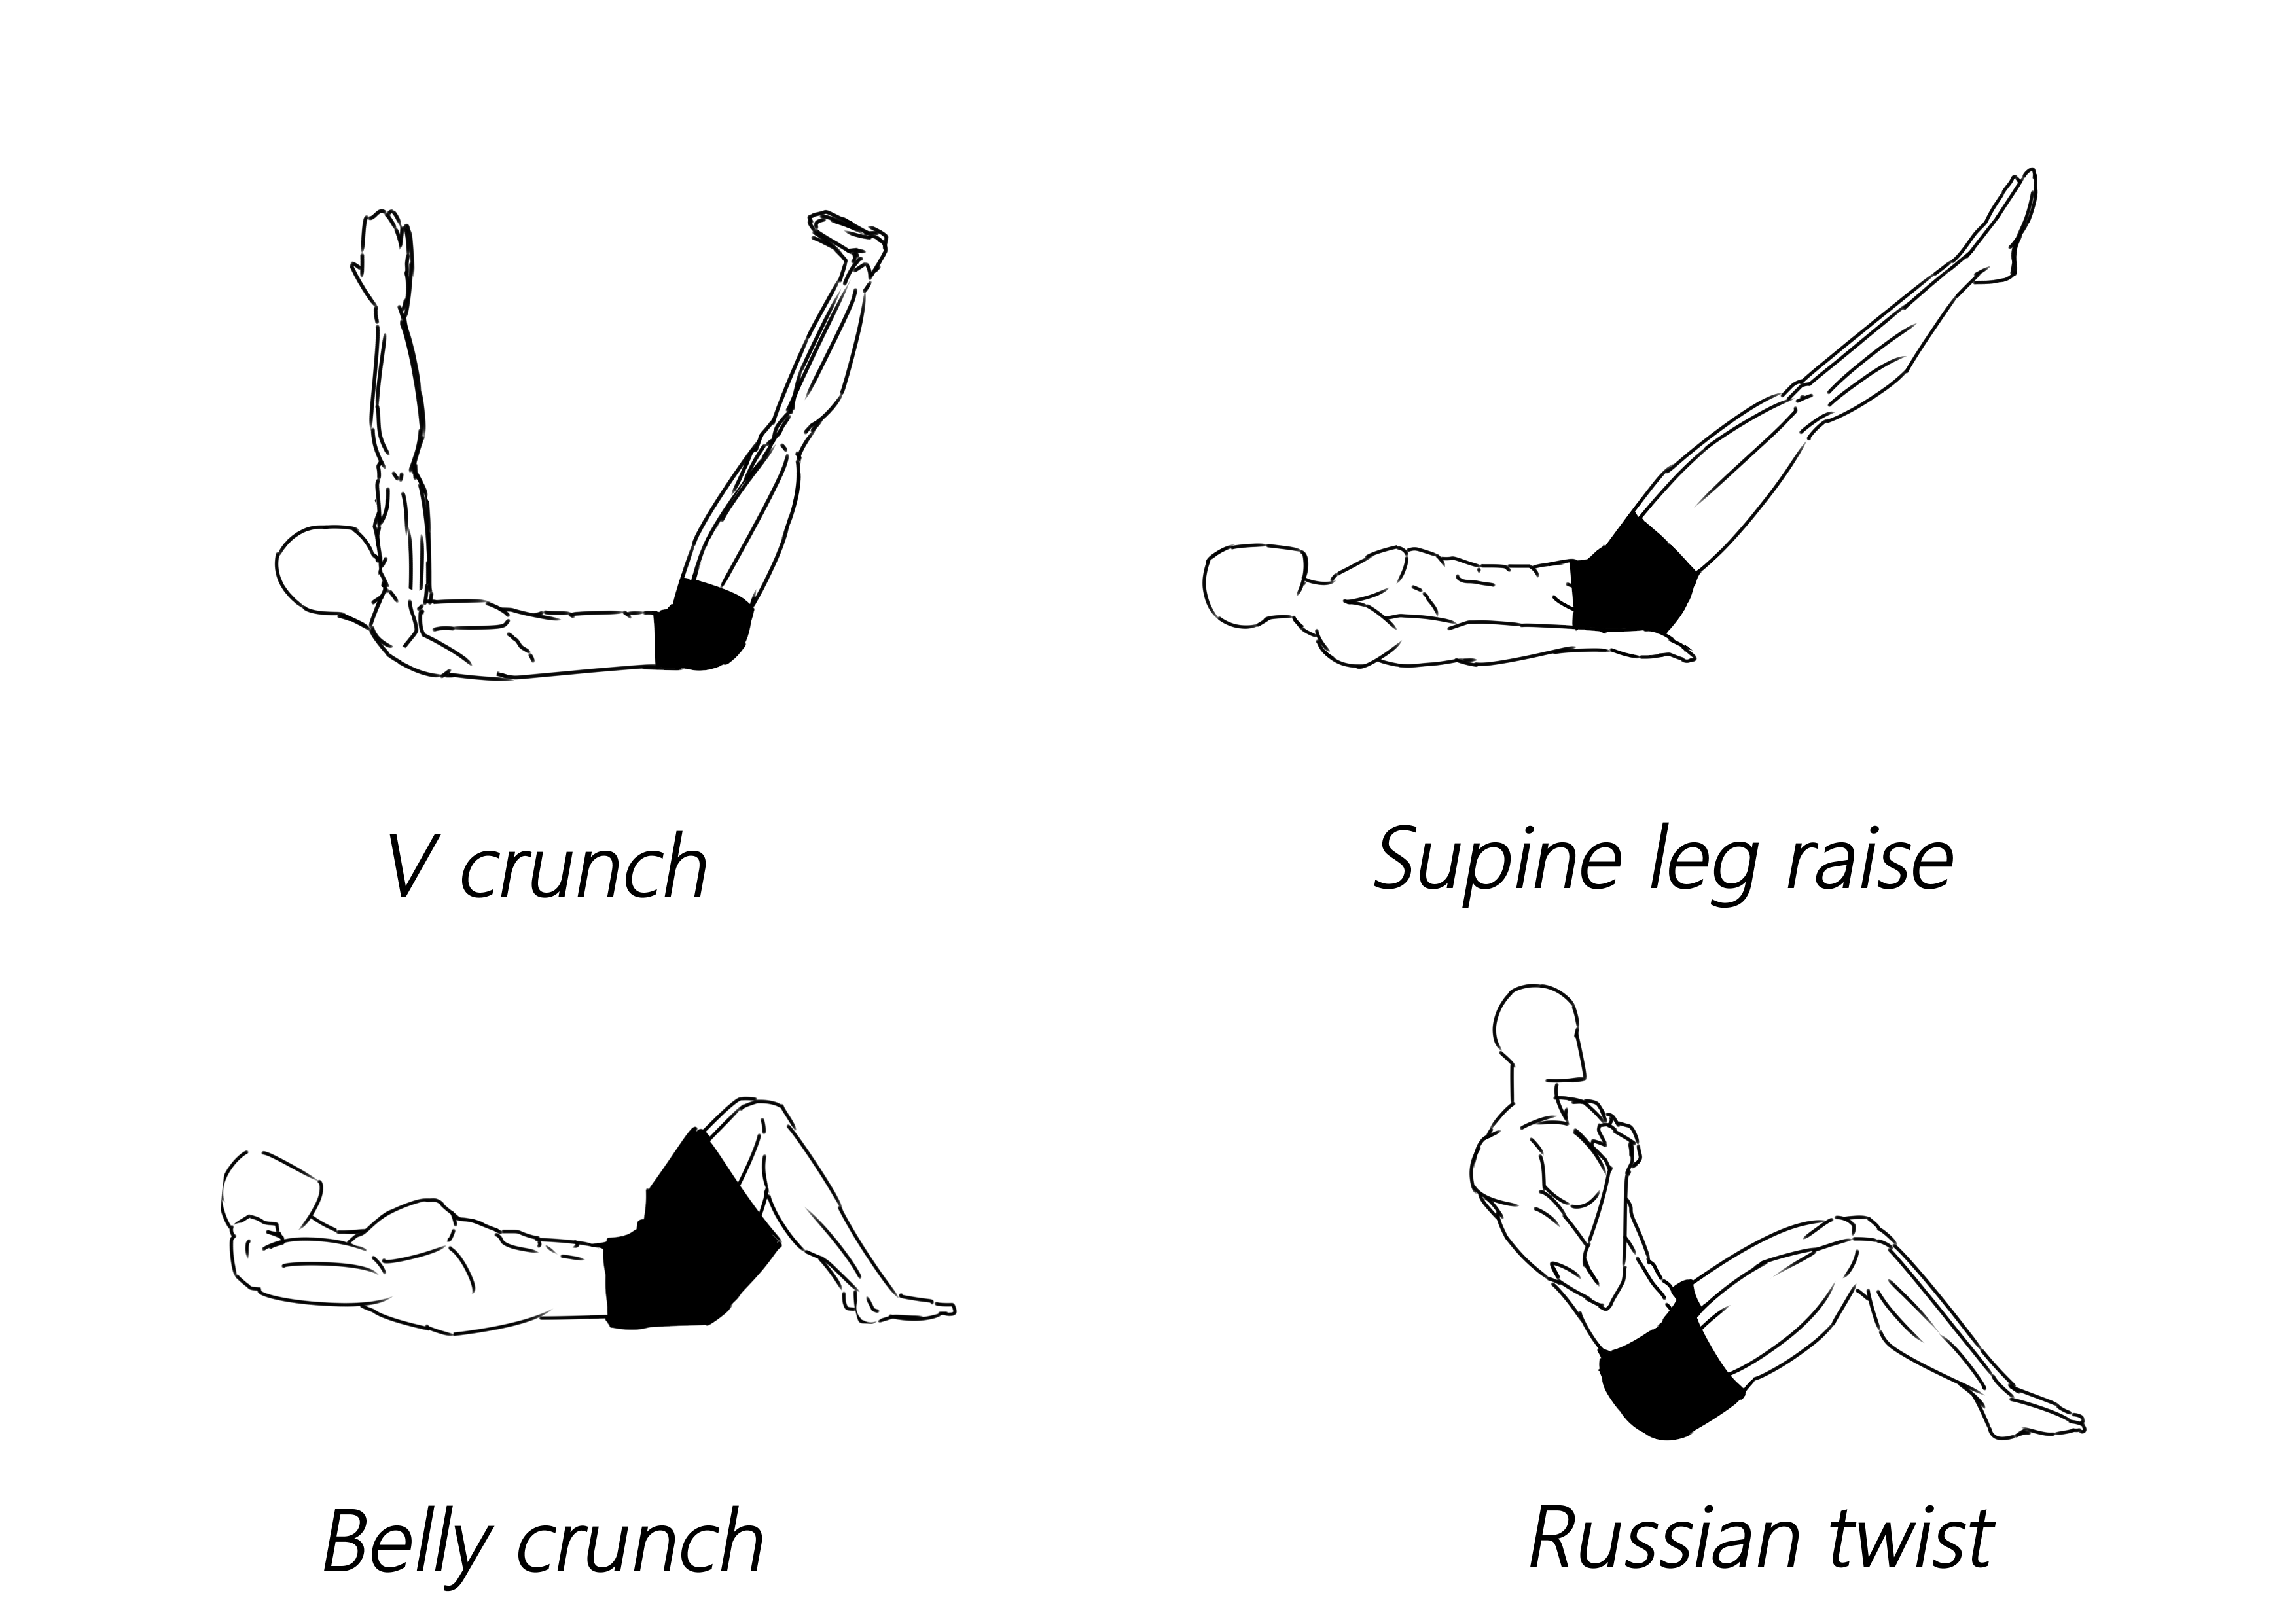 V crunch
Supine leg raise
Belly crunch
Russian twist